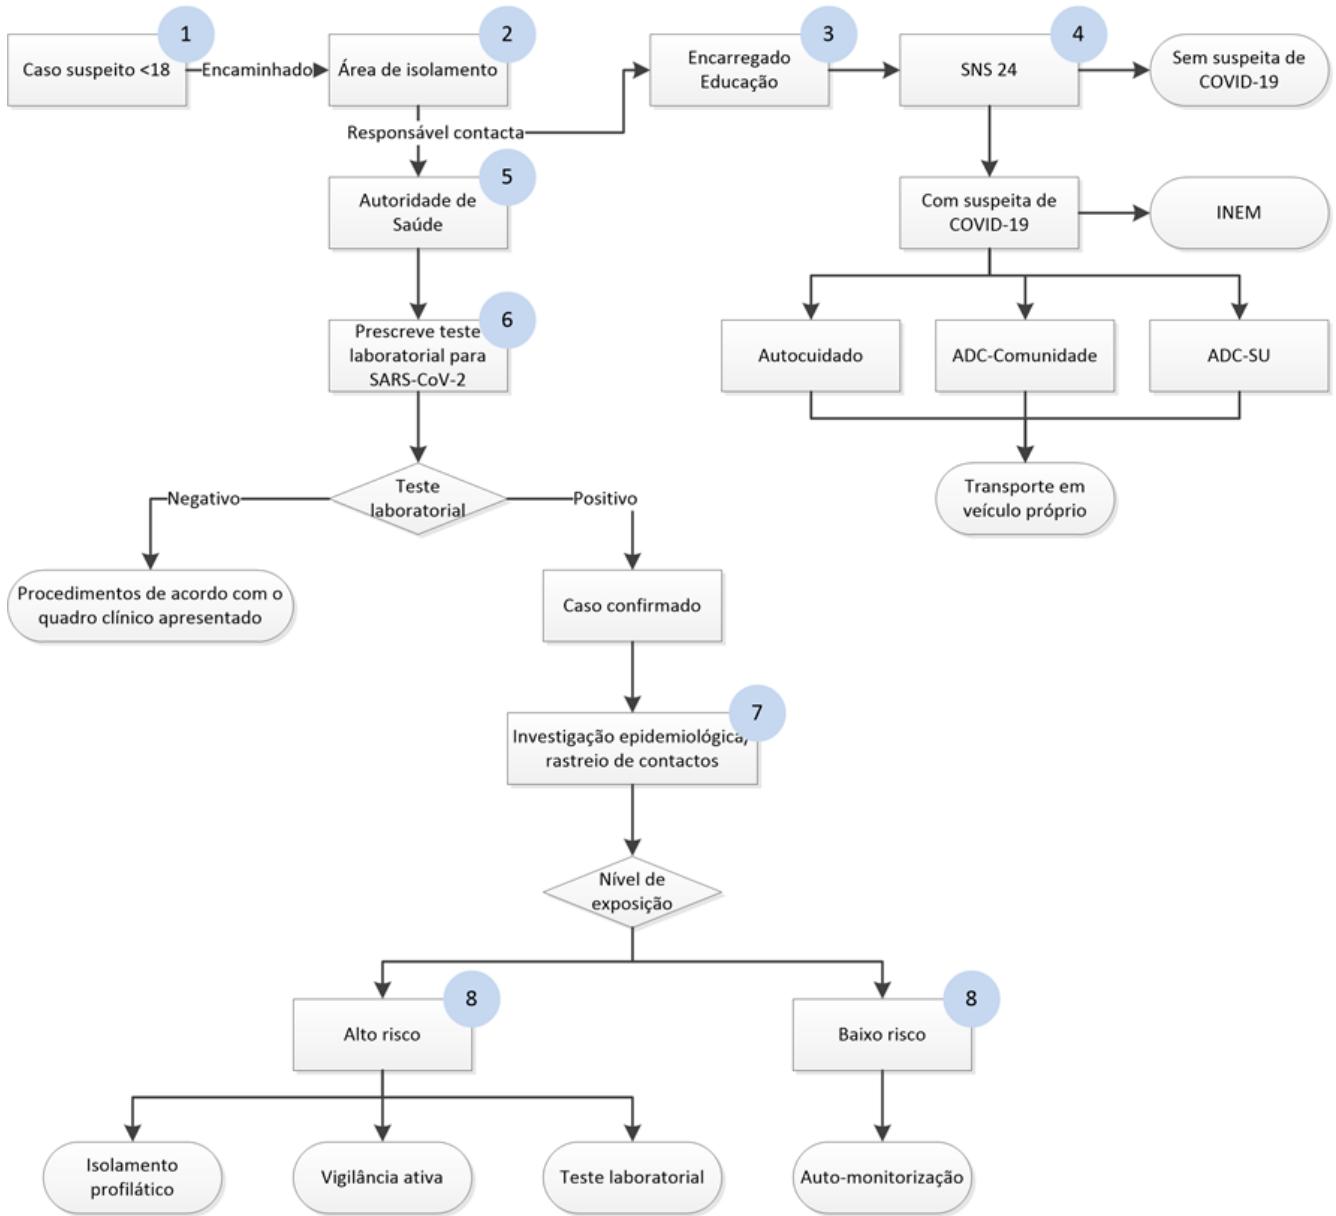 1
Caso suspeito <18
Encaminhado
2
Área de isolamento
3
Encarregado
Educação
4
SNS 24
Sem suspeita de
COVID-19
Responsável contacta
5
Autoridade de
Saúde
Com suspeita de
COVID-19
INEM
6
Prescreve teste
laboratorial para
SARS-CoV-2
Autocuidado
ADC-Comunidade
ADC-SU
Transporte em
veículo próprio
Teste
laboratorial
Negativo
Positivo
Procedimentos de acordo com o
quadro clínico apresentado
Caso confirmado
7
Investigação epidemiológica/
rastreio de contactos
Nível de
exposição
8
Alto risco
8
Baixo risco
Isolamento
profilático
Vigilância ativa
Teste laboratorial
Auto-monitorização